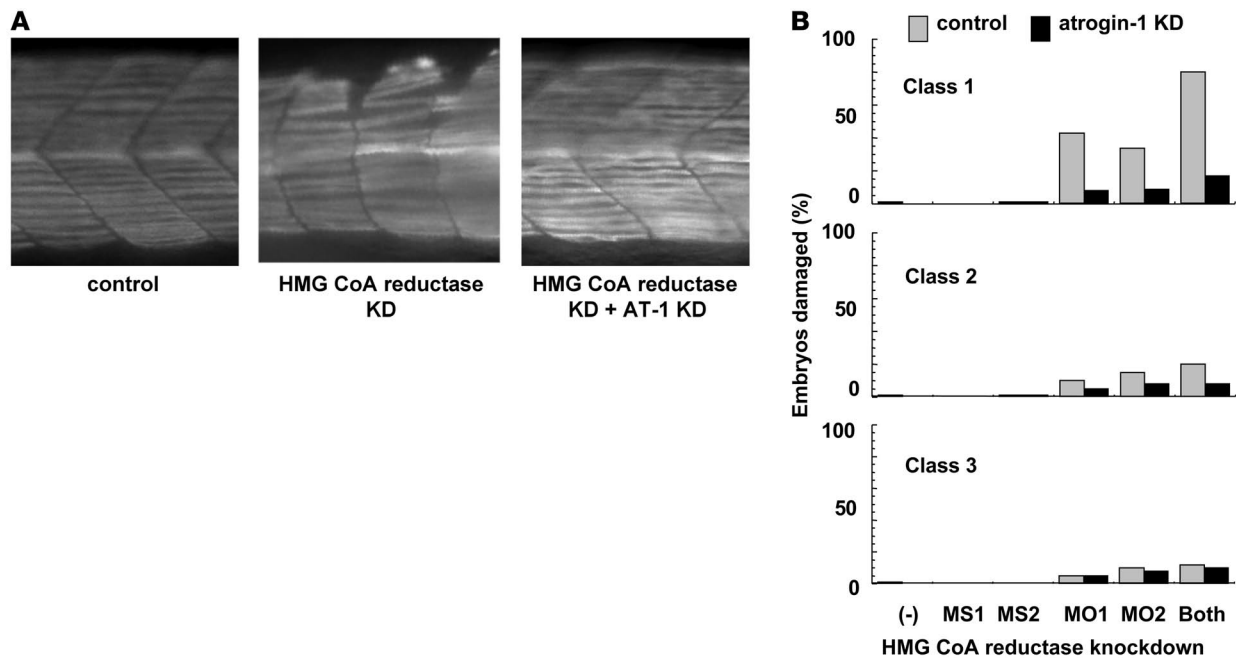 A
control
HMG CoA reductase
KD
HMG CoA reductase
KD + AT-1 KD
B
control
atrogin-1 KD
Embryos damaged (%)
100
Class 1
50
0
100
Class 2
50
0
100
Class 3
50
0
(-) MS1 MS2 MO1 MO2 Both
HMG CoA reductase knockdown